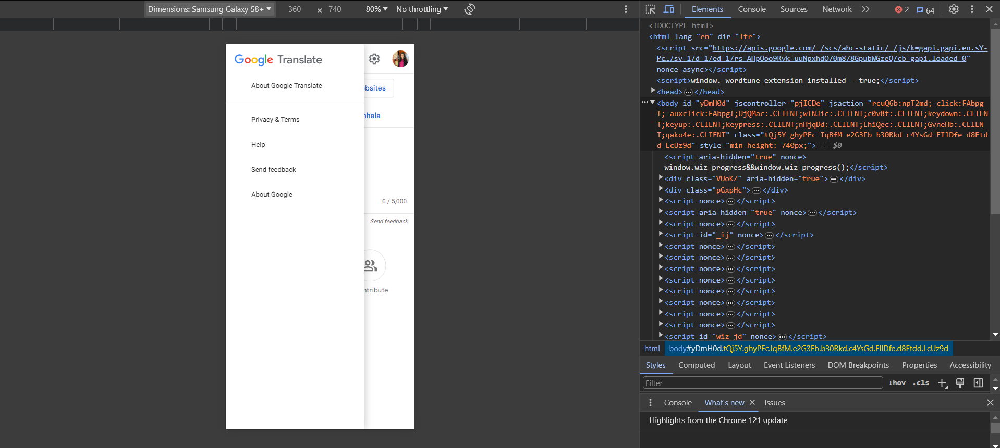 Dimensions: Samsung Galaxy S8+ 360 × 740 80% No throttling
Google Translate
About Google Translate
Privacy & Terms
Help
Send feedback
About Google
ebsites
nhala
0 / 5,000
Send feedback
ntribute
Elements Console Sources Network 2 64
<!DOCTYPE html>
<html lang="en" dir="ltr">
<script src="https://apis.google.com/_/scs/abc-static/_/js/k=gapi.gapi.en.sY-
Pc…/sv=1/d=1/ed=1/rs=AHpOoo9Rvk-uuNpxhdO70m878GpubWGzeQ/cb=gapi.loaded_0"
nonce async></script>
<script>window._wordtune_extension_installed = true;</script>
<head>…</head>
<body id="yDmH0d" jscontroller="pjICDe" jsaction="rcuQ6b:npT2md; click:FAbpg
f; auxclick:FAbpgf;UjQMac:.CLIENT;wINJic:.CLIENT;c0v8t:.CLIENT;keydown:.CLIEN
T;keyup:.CLIENT;keypress:.CLIENT;nHjqDd:.CLIENT;LhiQec:.CLIENT;GvneHb:.CLIEN
T;qako4e:.CLIENT" class="tQj5Y ghyPEc IqBfM e2G3Fb b30Rkd c4YsGd EIlDfe d8Etd
d LcUz9d" style="min-height: 740px;"> == $0
<script aria-hidden="true" nonce>
window.wiz_progress&&window.wiz_progress();</script>
<div class="VUoKZ" aria-hidden="true">…</div>
<div class="pGxpHc">…</div>
<script nonce>…</script>
<script aria-hidden="true" nonce>…</script>
<script nonce>…</script>
<script id="_ij" nonce>…</script>
<script nonce>…</script>
<script nonce>…</script>
<script nonce>…</script>
<script nonce>…</script>
<script nonce>…</script>
<script nonce>…</script>
<script nonce>…</script>
<script nonce>…</script>
<script id="wiz_jd" nonce>…</script>
html body#yDmH0d.tQj5Y.ghyPEc.IqBfM.e2G3Fb.b30Rkd.c4YsGd.EIlDfe.d8Etdd.LcUz9d
Styles Computed Layout Event Listeners DOM Breakpoints Properties Accessibility
Filter :hov .cls
Console What's new Issues
Highlights from the Chrome 121 update